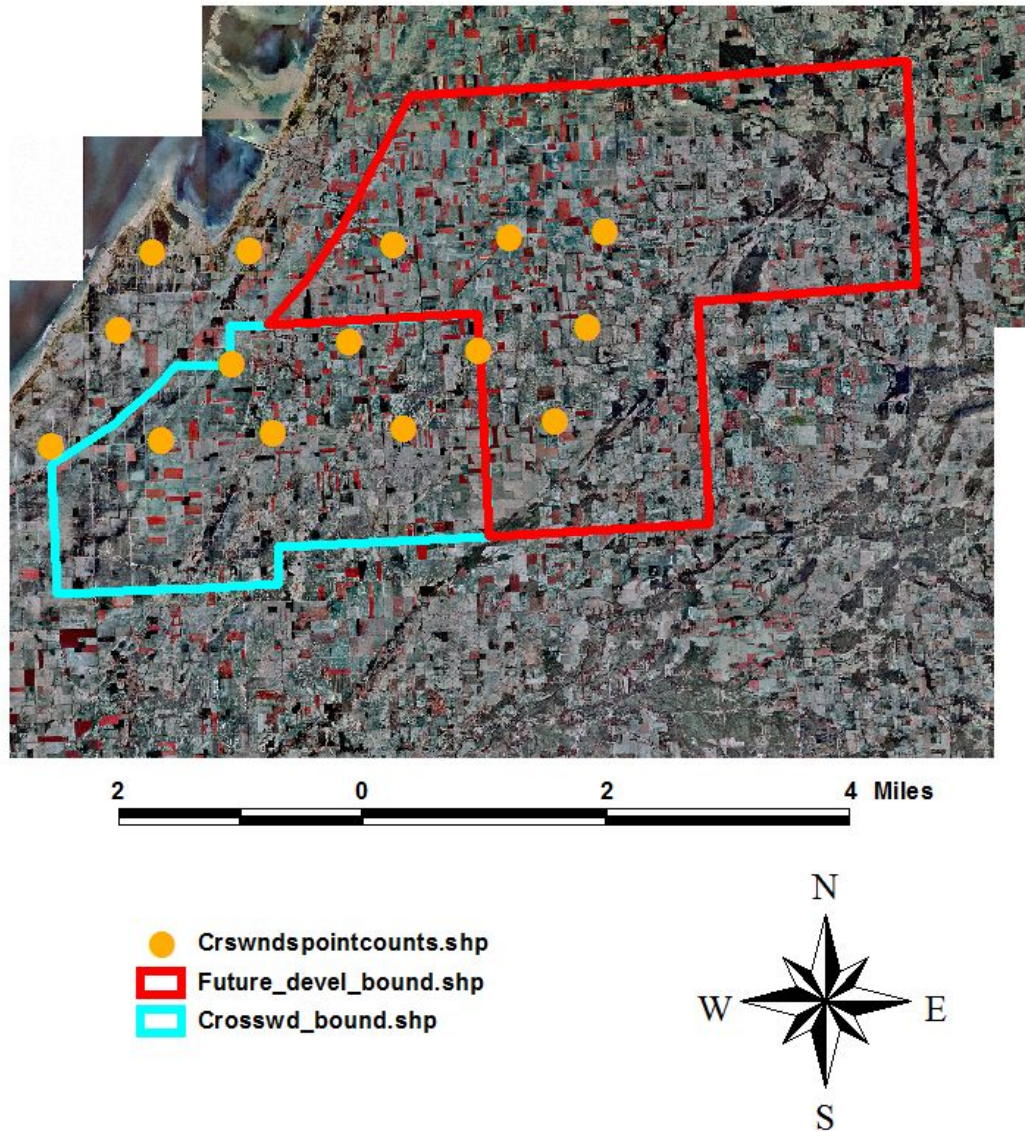 2 0 2 4 Miles
N
Crswndspointcounts.shp
Future_devel_bound.shp
W E
Crosswd_bound.shp
S